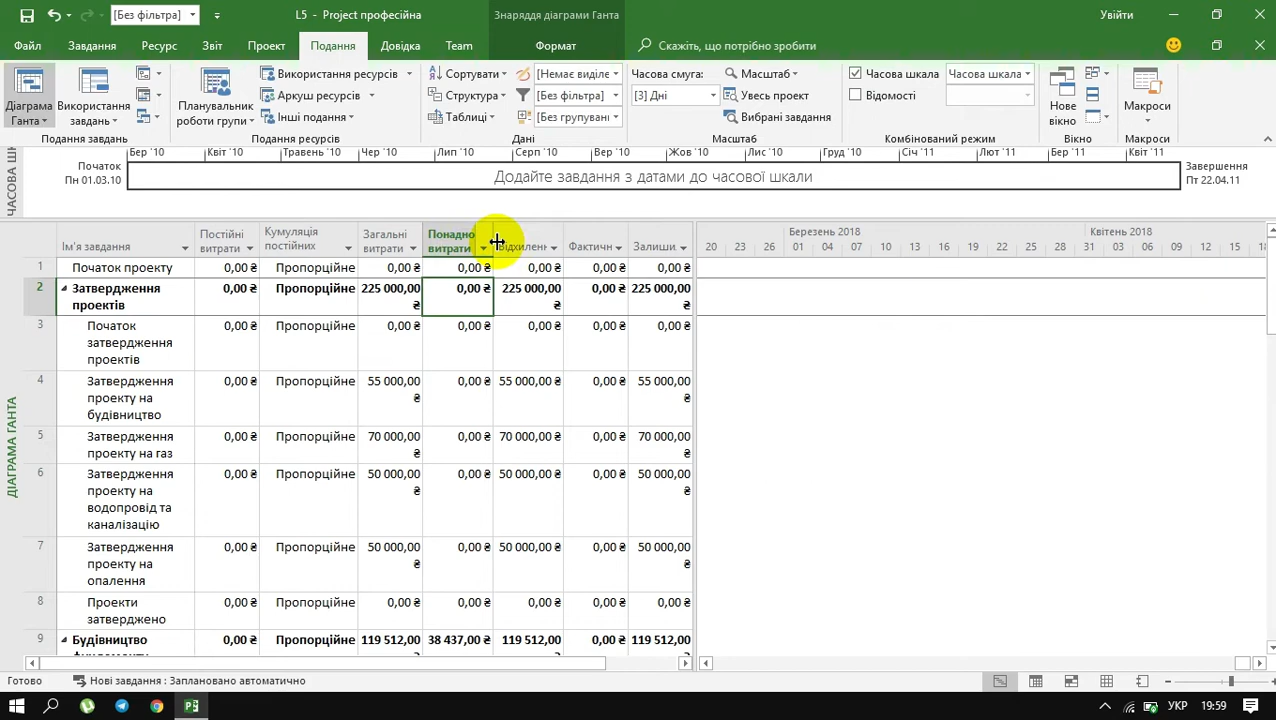 [Без фільтра]
L5 - Project професійна
Знаряддя діаграми Ганта
Увійти
Файл Завдання Ресурс Звіт Проект Подання Довідка Team Формат Скажіть, що потрібно зробити
Діаграма Ганта
Використання завдань
Подання завдань
Планувальник роботи групи
Використання ресурсів
Аркуш ресурсів
Інші подання
Подання ресурсів
Сортувати
Структура
Таблиці
[Немає виділе
[Без фільтра]
[Без групуван
Дані
Часова смуга:
[3] Дні
Масштаб
Увесь проект
Вибрані завдання
Масштаб
Часова шкала
Часова шкала
Відомості
Комбінований режим
Нове вікно
Вікно
Макроси
Макроси
ЧАСОВА ШК
Бер '10 Квіт '10 Травень '10 Чер '10 Лип '10 Серп '10 Вер '10 Жов '10 Лис '10 Груд '10 Січ '11 Лют '11 Бер '11 Квіт '11
Початок
Пн 01.03.10
Додайте завдання з датами до часової шкали
Завершення
Пт 22.04.11
ДІАГРАМА ГАНТА
Ім'я завдання
Постійні витрати
Кумуляція постійних
Загальні витрати
Понадно витрати
Відхилен
Фактичн
Залиши.
Березень 2018 Квітень 2018
20 23 26 01 04 07 10 13 16 19 22 25 28 31 03 06 09 12 15 18
1 Початок проекту 0,00 ₴ Пропорційне 0,00 ₴ 0,00 ₴ 0,00 ₴ 0,00 ₴ 0,00 ₴
2 Затвердження 0,00 ₴ Пропорційне 225 000,00 0,00 ₴ 225 000,00 0,00 ₴ 225 000,00
проектів ₴ ₴ ₴
3 Початок 0,00 ₴ Пропорційне 0,00 ₴ 0,00 ₴ 0,00 ₴ 0,00 ₴ 0,00 ₴
затвердження
проектів
4 Затвердження 0,00 ₴ Пропорційне 55 000,00 0,00 ₴ 55 000,00 ₴ 0,00 ₴ 55 000,00
проекту на ₴ ₴
будівництво
5 Затвердження 0,00 ₴ Пропорційне 70 000,00 0,00 ₴ 70 000,00 ₴ 0,00 ₴ 70 000,00
проекту на газ ₴ ₴
6 Затвердження 0,00 ₴ Пропорційне 50 000,00 0,00 ₴ 50 000,00 ₴ 0,00 ₴ 50 000,00
проекту на ₴ ₴
водопровід та
каналізацію
7 Затвердження 0,00 ₴ Пропорційне 50 000,00 0,00 ₴ 50 000,00 ₴ 0,00 ₴ 50 000,00
проекту на ₴ ₴
опалення
8 Проекти 0,00 ₴ Пропорційне 0,00 ₴ 0,00 ₴ 0,00 ₴ 0,00 ₴ 0,00 ₴
затверджено
9 Будівництво 0,00 ₴ Пропорційне 119 512,00 38 437,00 ₴ 119 512,00 0,00 ₴ 119 512,00
Готово Нові завдання : Заплановано автоматично
УКР 19:59